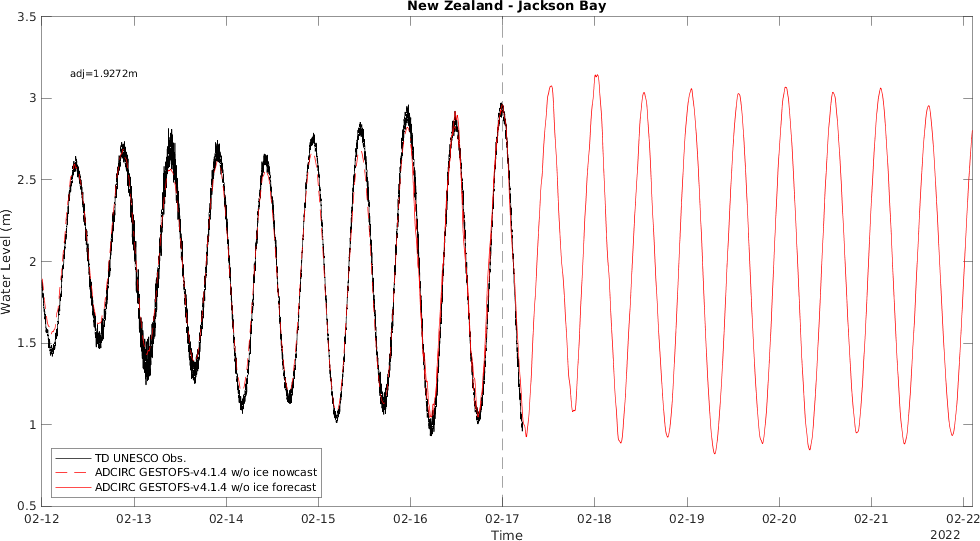 New Zealand - Jackson Bay
3.5
adj=1.9272m
3
2.5
2
1.5
1
0.5
Water Level (m)
TD UNESCO Obs.
ADCIRC GESTOFS-v4.1.4 w/o ice nowcast
ADCIRC GESTOFS-v4.1.4 w/o ice forecast
02-12 02-13 02-14 02-15 02-16 02-17 02-18 02-19 02-20 02-21 02-22
Time
2022